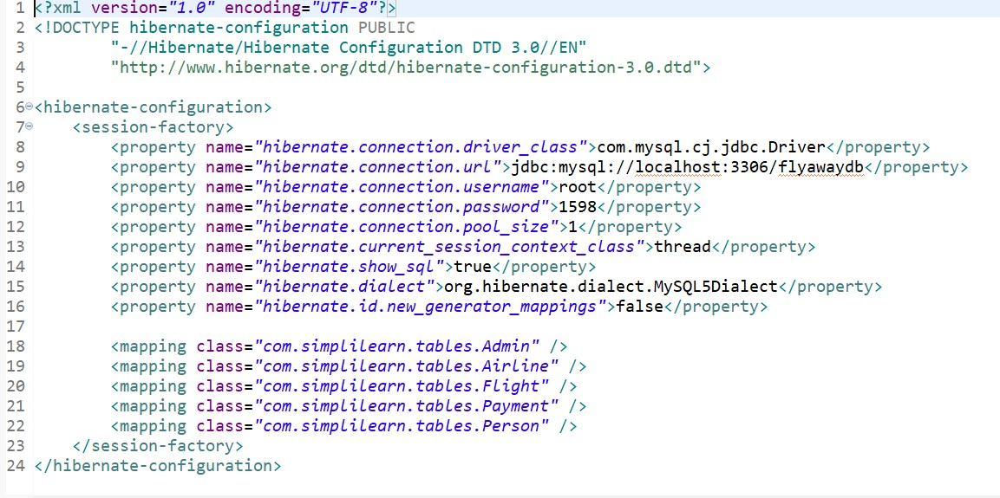 1 <?xml version="1.0" encoding="UTF-8"?>
2 <!DOCTYPE hibernate-configuration PUBLIC
3         "-//Hibernate/Hibernate Configuration DTD 3.0//EN"
4         "http://www.hibernate.org/dtd/hibernate-configuration-3.0.dtd">
5
6 <hibernate-configuration>
7     <session-factory>
8         <property name="hibernate.connection.driver_class">com.mysql.cj.jdbc.Driver</property>
9         <property name="hibernate.connection.url">jdbc:mysql://localhost:3306/flyawaydb</property>
10         <property name="hibernate.connection.username">root</property>
11         <property name="hibernate.connection.password">1598</property>
12         <property name="hibernate.connection.pool_size">1</property>
13         <property name="hibernate.current_session_context_class">thread</property>
14         <property name="hibernate.show_sql">true</property>
15         <property name="hibernate.dialect">org.hibernate.dialect.MySQL5Dialect</property>
16         <property name="hibernate.id.new_generator_mappings">false</property>
17
18         <mapping class="com.simplilearn.tables.Admin" />
19         <mapping class="com.simplilearn.tables.Airline" />
20         <mapping class="com.simplilearn.tables.Flight" />
21         <mapping class="com.simplilearn.tables.Payment" />
22         <mapping class="com.simplilearn.tables.Person" />
23     </session-factory>
24 </hibernate-configuration>